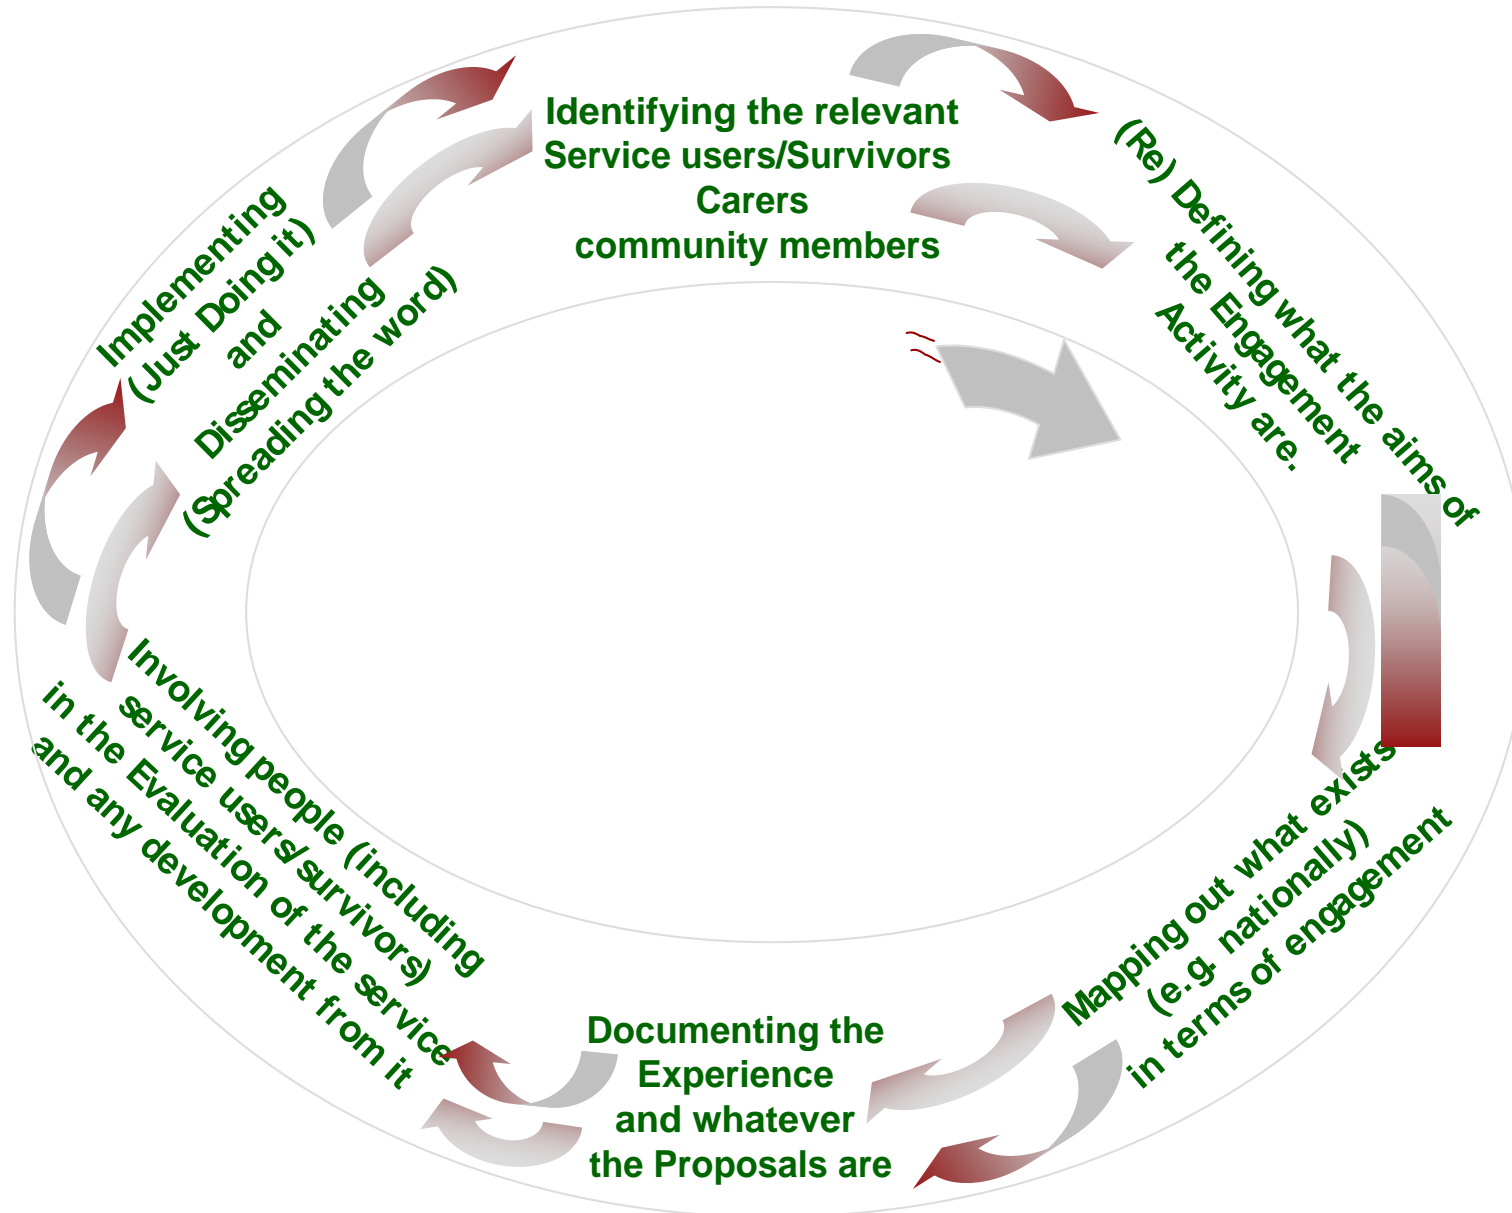 Identifying the relevant
Service users/Survivors
Carers
community members
(Re) Defining what the aims of
the Engagement
Activity are.
Mapping out what exists
(e.g. nationally)
in terms of engagement
Documenting the
Experience
and whatever
the Proposals are
Involving people (including
service users/survivors)
in the Evaluation of the service
and any development from it
Implementing
(Just Doing it)
and
Disseminating
(Spreading the word)